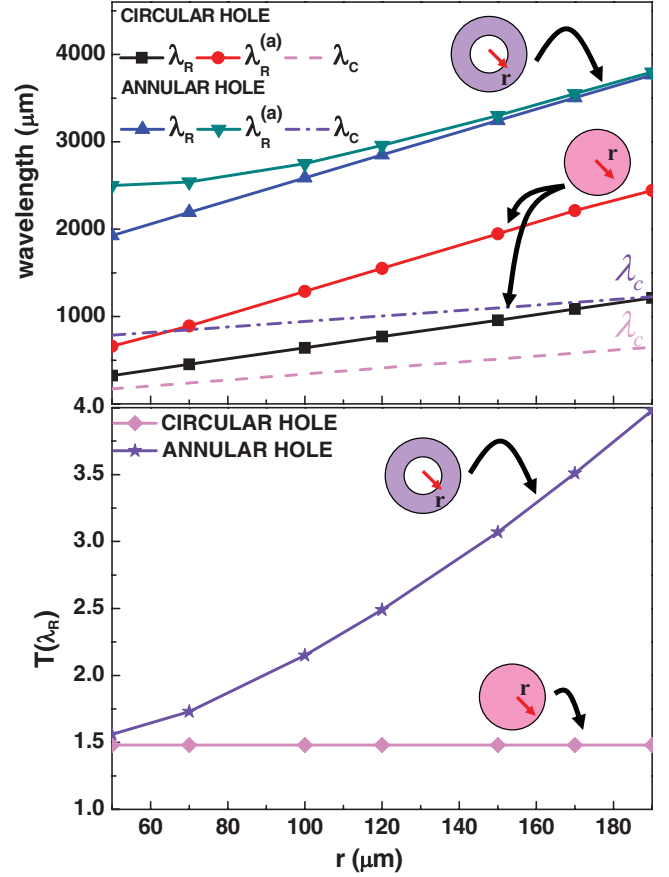 CIRCULAR HOLE
λR λR(a) λC
ANNULAR HOLE
λR λR(a) λC
wavelength (μm)
4000
3000
2000
1000
r
r
λc
λc
4.0
3.5
3.0
2.5
2.0
1.5
1.0
T(λR)
CIRCULAR HOLE
ANNULAR HOLE
r
r
60 80 100 120 140 160 180
r (μm)